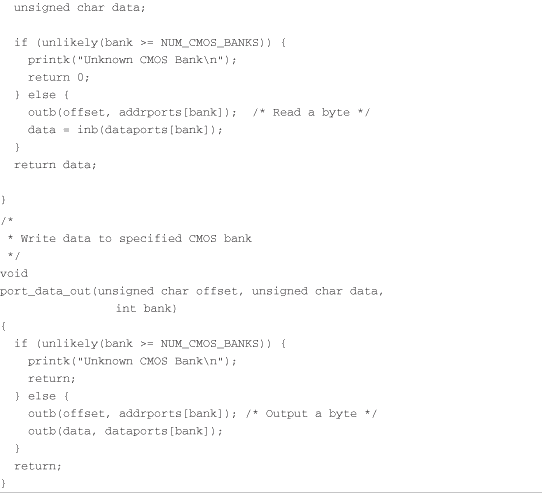 unsigned char data;
if (unlikely(bank >= NUM_CMOS_BANKS)) {
printk("Unknown CMOS Bank\n");
return 0;
} else {
outb(offset, addrports[bank]); /* Read a byte */
data = inb(dataports[bank]);
}
return data;
}
/*
* Write data to specified CMOS bank
*/
void
port_data_out(unsigned char offset, unsigned char data,
int bank)
{
if (unlikely(bank >= NUM_CMOS_BANKS)) {
printk("Unknown CMOS Bank\n");
return;
} else {
outb(offset, addrports[bank]); /* Output a byte */
outb(data, dataports[bank]);
}
return;
}